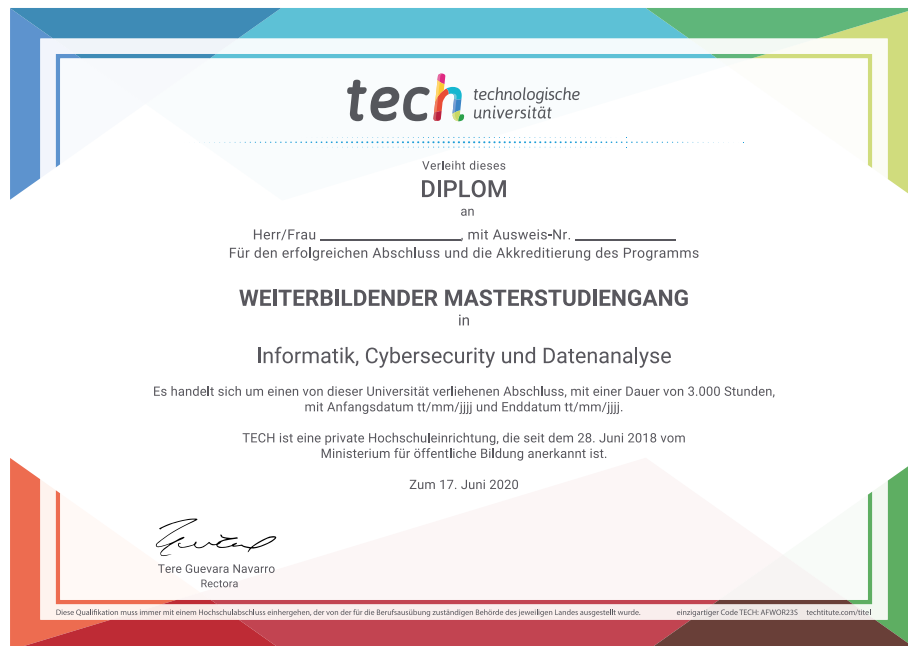 tech technologische
universität
Verleiht dieses
DIPLOM
an
Herr/Frau ____________________, mit Ausweis-Nr. ______________
Für den erfolgreichen Abschluss und die Akkreditierung des Programms
WEITERBILDENDER MASTERSTUDIENGANG
in
Informatik, Cybersecurity und Datenanalyse
Es handelt sich um einen von dieser Universität verliehenen Abschluss, mit einer Dauer von 3.000 Stunden,
mit Anfangsdatum tt/mm/jjjj und Enddatum tt/mm/jjjj.
TECH ist eine private Hochschuleinrichtung, die seit dem 28. Juni 2018 vom
Ministerium für öffentliche Bildung anerkannt ist.
Zum 17. Juni 2020
Tere Guevara Navarro
Rectora
Diese Qualifikation muss immer mit einem Hochschulabschluss einhergehen, der von der für die Berufsausübung zuständigen Behörde des jeweiligen Landes ausgestellt wurde. einzigartiger Code TECH: AFWOR23S techtitute.com/titel